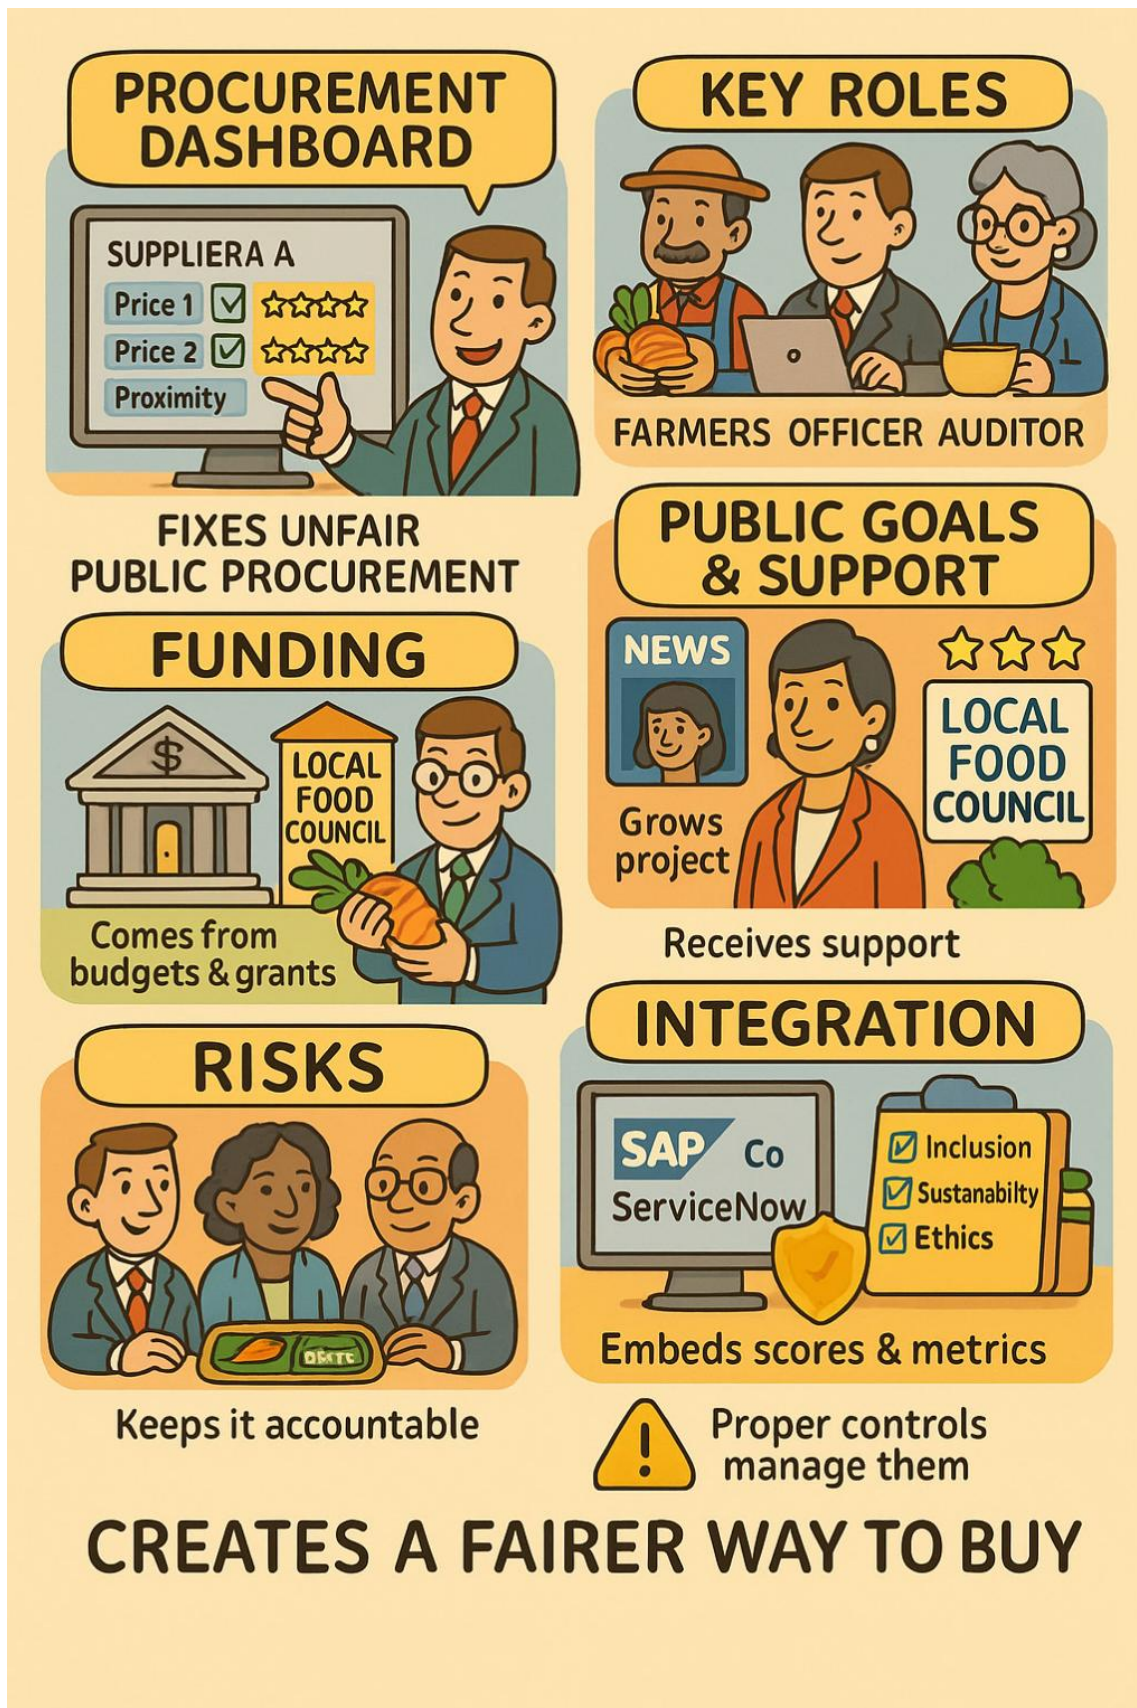 PROCUREMENT
DASHBOARD
SUPPLIERA A
Price 1
Price 2
Proximity
FIXES UNFAIR
PUBLIC PROCUREMENT
KEY ROLES
FARMERS OFFICER AUDITOR
FUNDING
$
LOCAL
FOOD
COUNCIL
Comes from
budgets & grants
PUBLIC GOALS
& SUPPORT
NEWS
Grows
project
LOCAL
FOOD
COUNCIL
Receives support
RISKS
Keeps it accountable
INTEGRATION
SAP Co
ServiceNow
Inclusion
Sustanabilty
Ethics
Embeds scores & metrics
!
Proper controls
manage them
CREATES A FAIRER WAY TO BUY